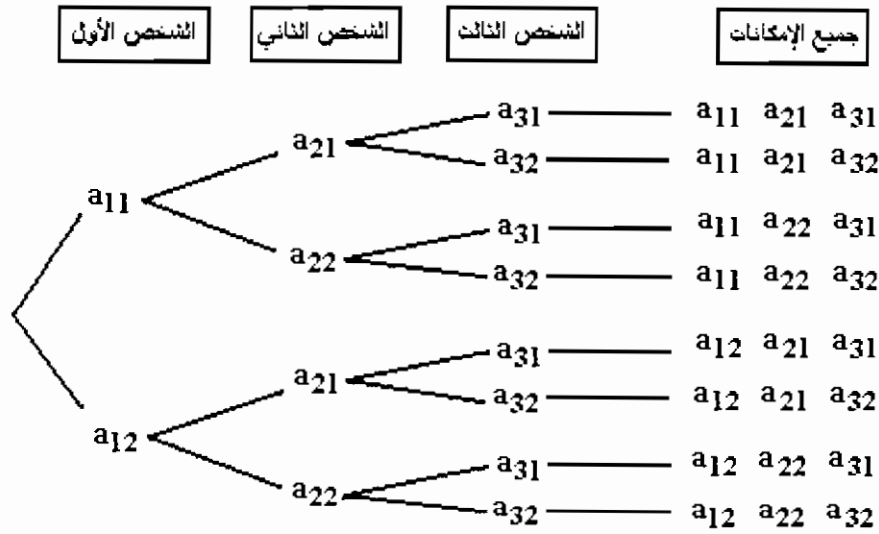 الشخص الأول الشخص الثاني الشخص الثالث جميع الإمكانات
a31 a11 a21 a31
a21
a32 a11 a21 a32
a11
a31 a11 a22 a31
a22
a32 a11 a22 a32
a31 a12 a21 a31
a21
a32 a12 a21 a32
a12
a31 a12 a22 a31
a22
a32 a12 a22 a32